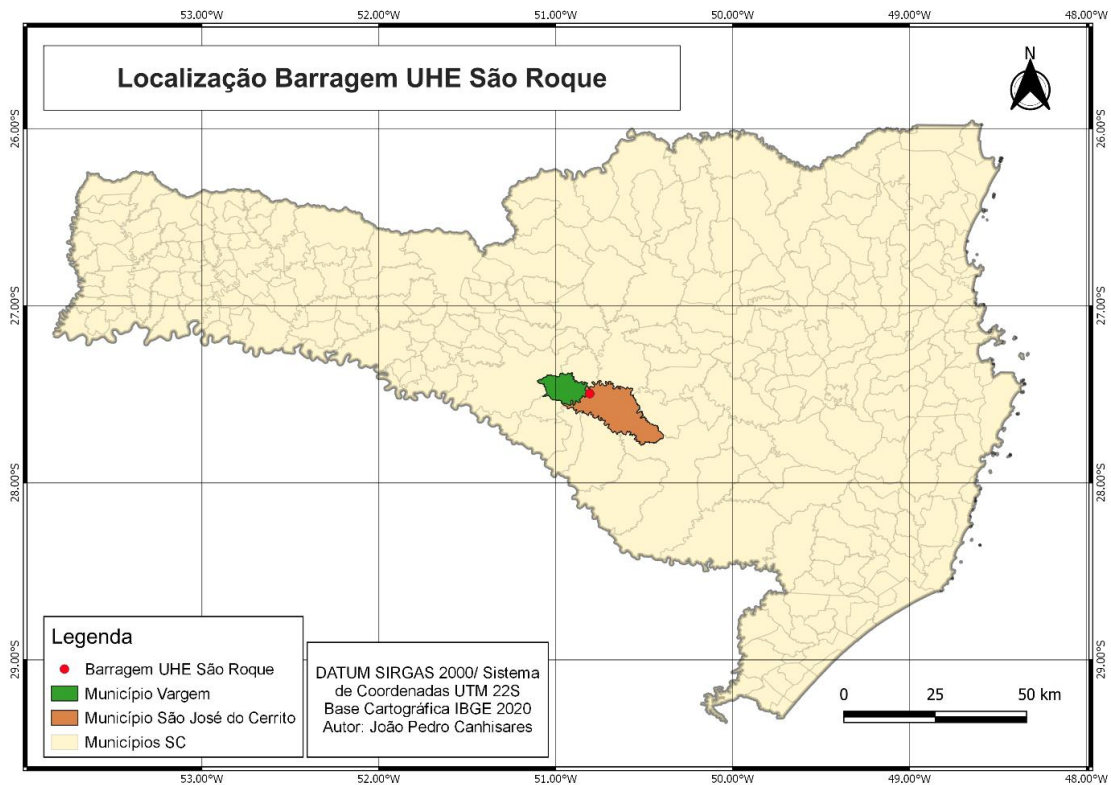 53.00°W 52.00°W 51.00°W 50.00°W 49.00°W 48.00°W
Localização Barragem UHE São Roque
N
26.00°S 26.00°S
27.00°S 27.00°S
28.00°S 28.00°S
29.00°S 29.00°S
Legenda
Barragem UHE São Roque
Município Vargem
Município São José do Cerrito
Municípios SC
DATUM SIRGAS 2000/ Sistema
de Coordenadas UTM 22S
Base Cartográfica IBGE 2020
Autor: João Pedro Canhisares
0 25 50 km
53.00°W 52.00°W 51.00°W 50.00°W 49.00°W 48.00°W